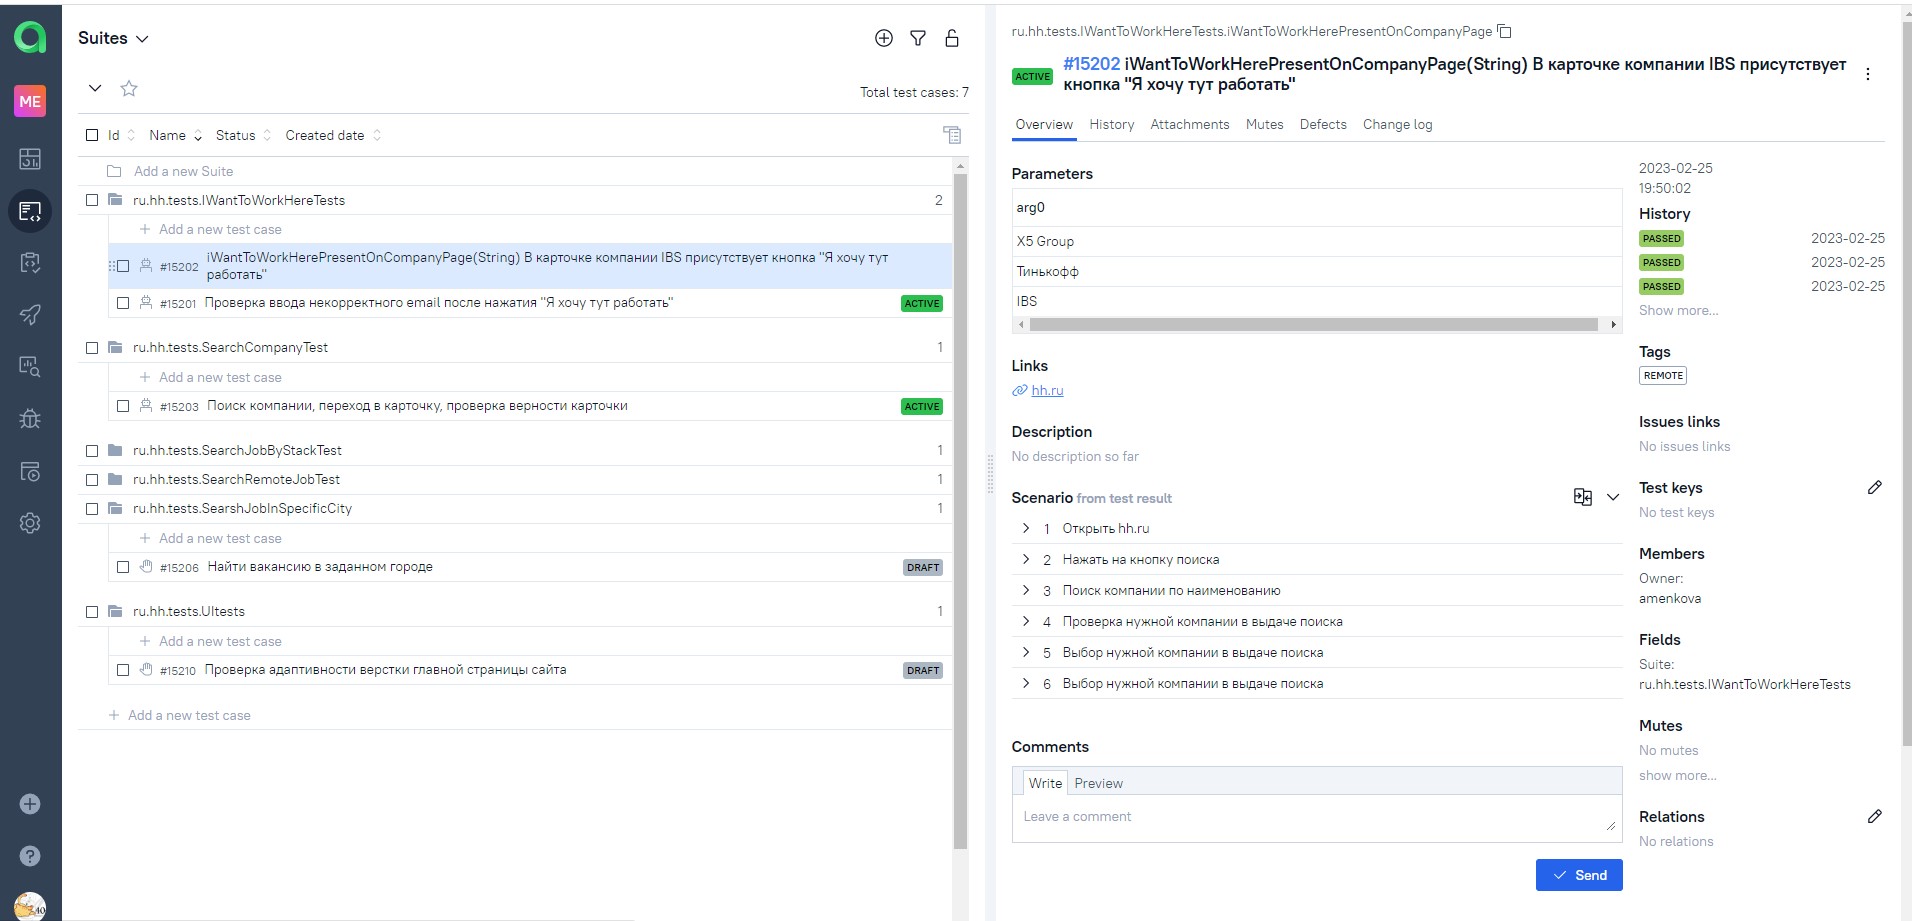 ME
Suites
Total test cases: 7
Id Name Status Created date
Add a new Suite
ru.hh.tests.IWantToWorkHereTests 2
Add a new test case
#15202 iWantToWorkHerePresentOnCompanyPage(String) В карточке компании IBS присутствует кнопка "Я хочу тут
работать"
#15201 Проверка ввода некорректного email после нажатия "Я хочу тут работать" ACTIVE
ru.hh.tests.SearchCompanyTest 1
Add a new test case
#15203 Поиск компании, переход в карточку, проверка верности карточки ACTIVE
ru.hh.tests.SearchJobByStackTest 1
ru.hh.tests.SearchRemoteJobTest 1
ru.hh.tests.SearshJobInSpecificCity 1
Add a new test case
#15206 Найти вакансию в заданном городе DRAFT
ru.hh.tests.UItests 1
Add a new test case
#15210 Проверка адаптивности верстки главной страницы сайта DRAFT
Add a new test case
ru.hh.tests.IWantToWorkHereTests.iWantToWorkHerePresentOnCompanyPage
ACTIVE #15202 iWantToWorkHerePresentOnCompanyPage(String) В карточке компании IBS присутствует
кнопка "Я хочу тут работать"
Overview History Attachments Mutes Defects Change log
Parameters
arg0
X5 Group
Тинькофф
IBS
Links
hh.ru
Description
No description so far
Scenario from test result
1 Открыть hh.ru
2 Нажать на кнопку поиска
3 Поиск компании по наименованию
4 Проверка нужной компании в выдаче поиска
5 Выбор нужной компании в выдаче поиска
6 Выбор нужной компании в выдаче поиска
Comments
Write Preview
Leave a comment
Send
2023-02-25
19:50:02
History
PASSED 2023-02-25
PASSED 2023-02-25
PASSED 2023-02-25
Show more...
Tags
REMOTE
Issues links
No issues links
Test keys
No test keys
Members
Owner:
amenkova
Fields
Suite:
ru.hh.tests.IWantToWorkHereTests
Mutes
No mutes
show more...
Relations
No relations